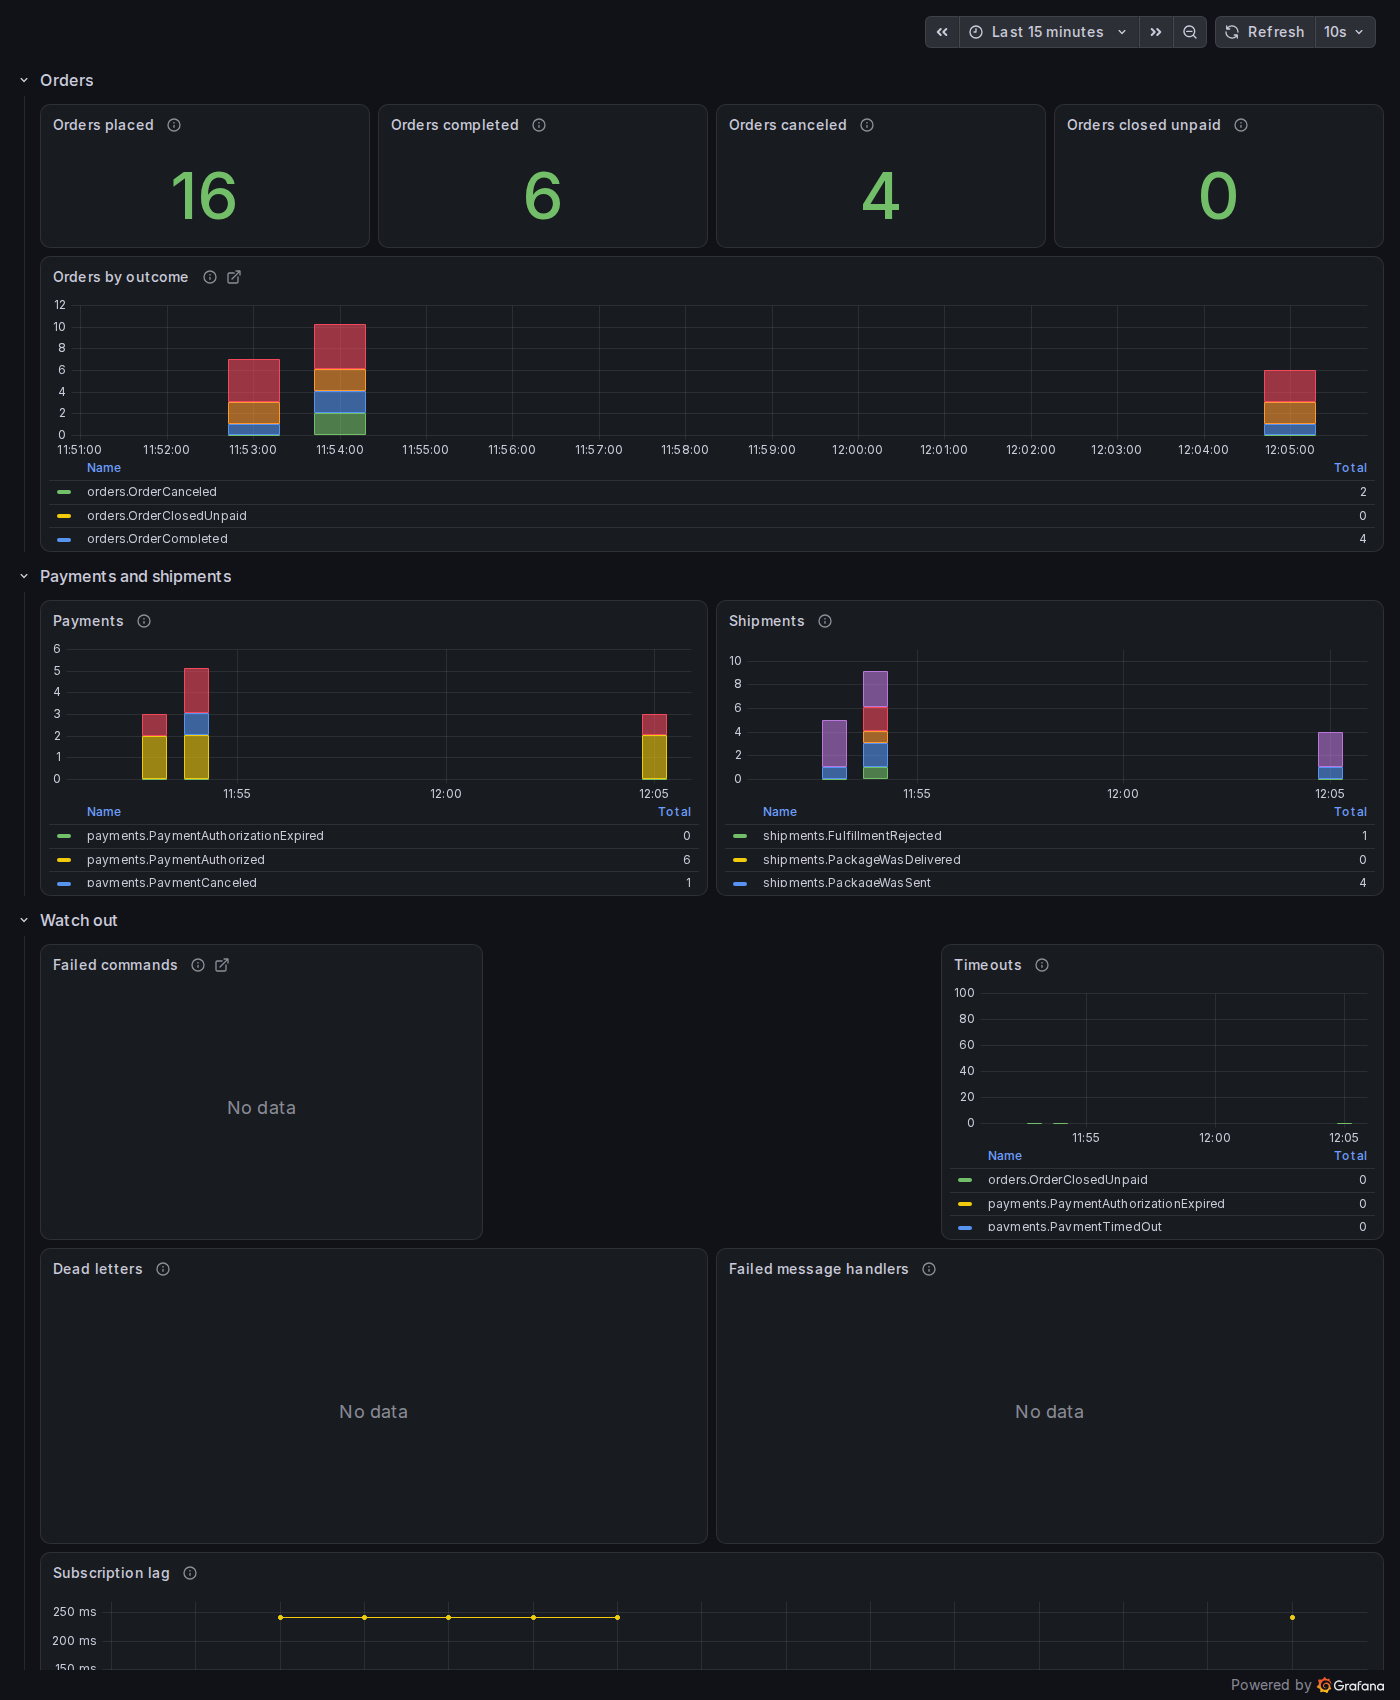 Last 15 minutes
Refresh
10s
Orders
Orders placed
16
Orders completed
6
Orders canceled
4
Orders closed unpaid
0
Orders by outcome
12
10
8
6
4
2
0
11:51:00 11:52:00 11:53:00 11:54:00 11:55:00 11:56:00 11:57:00 11:58:00 11:59:00 12:00:00 12:01:00 12:02:00 12:03:00 12:04:00 12:05:00
Name Total
orders.OrderCanceled 2
orders.OrderClosedUnpaid 0
orders.OrderCompleted 4
Payments and shipments
Payments
6
5
4
3
2
1
0
11:55 12:00 12:05
Name Total
payments.PaymentAuthorizationExpired 0
payments.PaymentAuthorized 6
payments.PaymentCanceled 1
Shipments
10
8
6
4
2
0
11:55 12:00 12:05
Name Total
shipments.FulfillmentRejected 1
shipments.PackageWasDelivered 0
shipments.PackageWasSent 4
Watch out
Failed commands
No data
Timeouts
100
80
60
40
20
0
11:55 12:00 12:05
Name Total
orders.OrderClosedUnpaid 0
payments.PaymentAuthorizationExpired 0
payments.PaymentTimedOut 0
Dead letters
No data
Failed message handlers
No data
Subscription lag
250 ms
200 ms
150 ms
Powered by Grafana